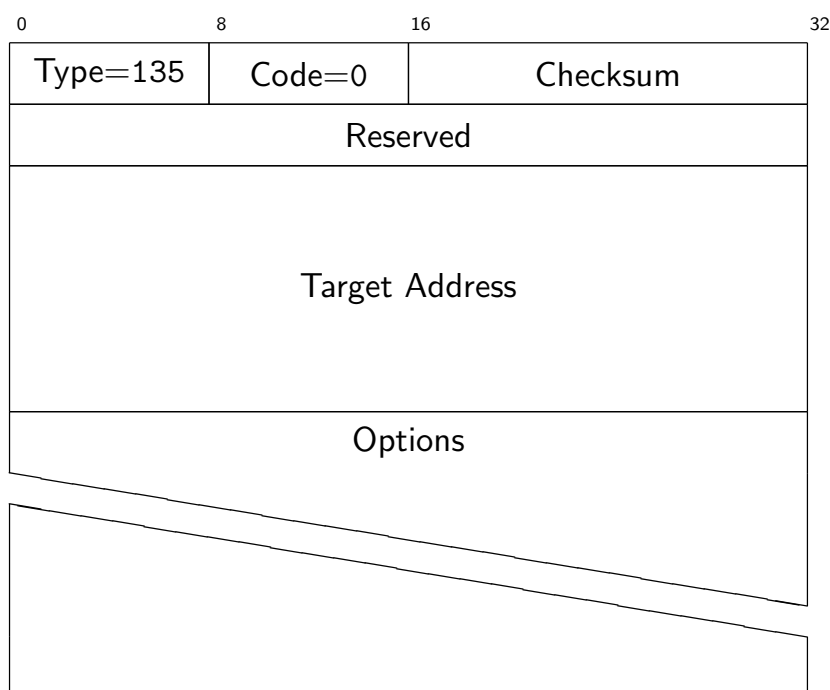 0 8 16 32
Type=135 Code=0 Checksum
Reserved
Target Address
Options